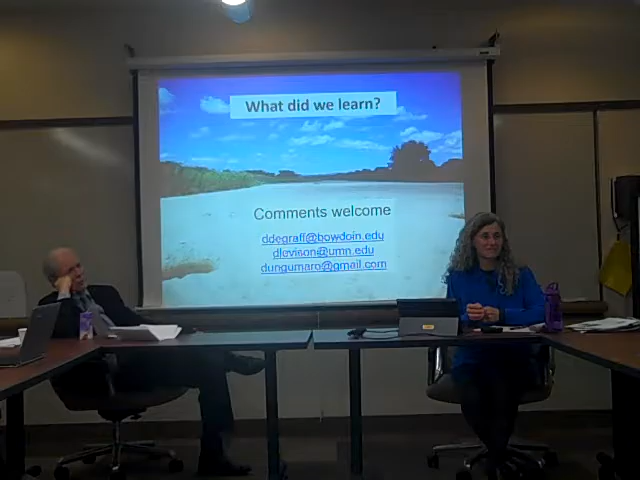 What did we learn?
Comments welcome
ddegraff@bowdoin.edu
dlevison@umn.edu
dungumaro@gmail.com